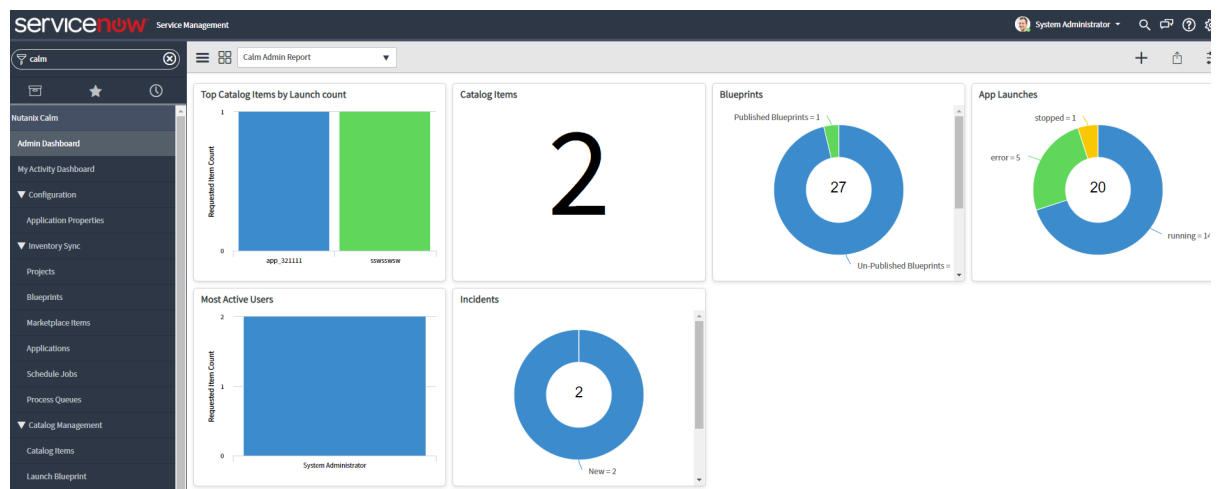 servicenow Service Management
System Administrator
calm
Calm Admin Report
Nutanix Calm
Admin Dashboard
My Activity Dashboard
Configuration
Application Properties
Inventory Sync
Projects
Blueprints
Marketplace Items
Applications
Schedule Jobs
Process Queues
Catalog Management
Catalog Items
Launch Blueprint
Top Catalog Items by Launch count
Requested Item Count
1
0
app_321111
sswsswsw
Catalog Items
2
Blueprints
Published Blueprints = 1
27
Un-Published Blueprints =
App Launches
stopped = 1
error = 5
20
running = 14
Most Active Users
Requested Item Count
2
1
0
System Administrator
Incidents
2
New = 2